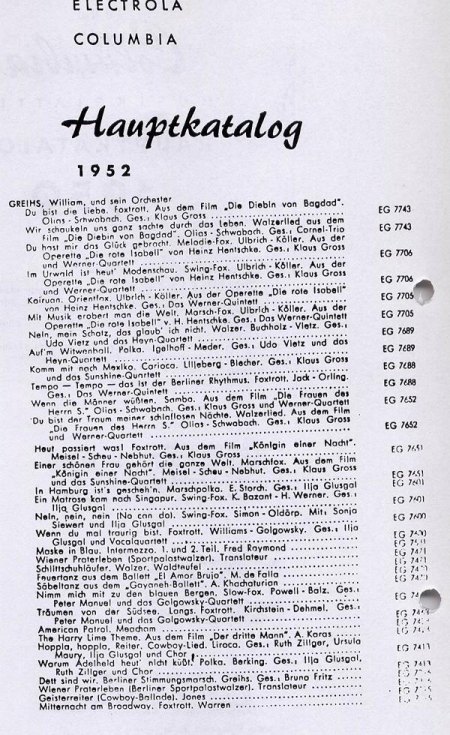 ELECTROLA
COLUMBIA
Hauptkatalog
1952
GREIHS, William, und sein Orchester
Du bist die Liebe. Foxtrott. Aus dem Film „Die Diebin von Bagdad“.
Olias - Schwabach. Ges.: Klaus Gross EG 7743
Wir schaukeln uns ganz sachte durch das Leben. Walzerlied aus dem
Film „Die Diebin von Bagdad“. Olias - Schwabach. Ges.: Cornel-Trio EG 7743
Du hast mir das Glück gebracht. Melodie-Fox. Ulbrich - Köller. Aus der
Operette „Die rote Isabell“ von Heinz Hentschke. Ges.: Klaus Gross
und Werner-Quartett EG 7706
Im Urwald ist heut' Modenschau. Swing-Fox. Ulbrich - Köller. Aus der
Operette „Die rote Isabell“ von Heinz Hentschke. Ges.: Klaus Gross
und Werner-Quartett EG 7706
Kairuan. Orientfox. Ulbrich - Köller. Aus der Operette „Die rote Isabell“
von Heinz Hentschke. Ges.: Das Werner-Quintett EG 7705
Mit Musik erobert man die Welt. Marsch-Fox. Ulbrich - Köller. Aus der
Operette „Die rote Isabell“ v. H. Hentschke. Ges.: Das Werner-Quintett EG 7705
Nein, mein Schatz, das glaub' ich nicht. Walzer. Buchholz - Vietz. Ges.:
Udo Vietz und das Heyn-Quartett EG 7689
Auf'm Witwenball. Polka. Igelhoff - Meder. Ges.: Udo Vietz und das
Heyn-Quartett EG 7689
Komm mit nach Mexiko. Carioca. Liljeberg - Blecher. Ges.: Klaus Gross
und das Sunshine-Quartett EG 7688
Tempo — Tempo — das ist der Berliner Rhythmus. Foxtrott. Jack - Orling.
Ges.: Das Werner-Quintett EG 7688
Wenn die Männer wüßten. Samba. Aus dem Film „Die Frauen des
Herrn S.“ Olias - Schwabach. Ges.: Klaus Gross und Werner-Quartett EG 7652
Du bist der Traum meiner schlaflosen Nächte. Walzerlied. Aus dem Film
„Die Frauen des Herrn S.“ Olias - Schwabach. Ges.: Klaus Gross
und Werner-Quartett EG 7652
Heut passiert was! Foxtrott. Aus dem Film „Königin einer Nacht“.
Meisel - Scheu - Nebhut. Ges.: Klaus Gross EG 7651
Einer schönen Frau gehört die ganze Welt. Marschfox. Aus dem Film
„Königin einer Nacht“. Meisel - Scheu - Nebhut. Ges.: Klaus Gross
und das Sunshine-Quartett EG 7651
In Hamburg ist's gescheh'n. Marschpolka. E. Storch. Ges.: Ilja Glusgal EG 7601
Ein Matrose kam nach Singapur. Swing-Fox. K. Bazant - H. Werner. Ges.:
Ilja Glusgal EG 7601
Nein, nein, nein (No can do). Swing-Fox. Simon - Oldörp. Mit: Sonja
Siewert und Ilja Glusgal EG 7600
Wenn du mal traurig bist. Foxtrott. Williams - Golgowsky. Ges.: Ilja
Glusgal und Vocalquartett
Maske in Blau. Intermezzo. 1. und 2. Teil. Fred Raymond
Wiener Praterleben (Sportpalastwalzer). Translateur
Schlittschuhläufer. Walzer. Waldteufel
Feuertanz aus dem Ballett "El Amor Brujo". M. de Falla
Säbeltanz aus dem „Gayaneh-Ballett“. A. Khachaturian
Nimm mich mit zu den blauen Bergen. Slow-Fox. Powell - Balz. Ges.:
Peter Manuel und das Golgowsky-Quartett
Träumen von der Südsee. Langs. Foxtrott. Kirchstein - Dehmel. Ges.:
Peter Manuel und das Golgowsky-Quartett
American Patrol. Meacham
The Harry Lime Theme. Aus dem Film „Der dritte Mann“. A. Karas
Hoppla, hoppla, Reiter. Cowboy-Lied. Liroca. Ges.: Ruth Zillger, Ursula
Maury, Ilja Glusgal und Chor EG 7413
Warum Adelheid heut' nicht küßt. Polka. Berking. Ges.: Ilja Glusgal,
Ruth Zillger und Chor EG 7413
Dett sind wir. Berliner Stimmungsmarsch. Greihs. Ges.: Bruno Fritz
Wiener Praterleben (Berliner Sportpalastwalzer). Translateur
Geisterreiter (Cowboy-Ballade). Jones
Mitternacht am Broadway. Foxtrott. Warren